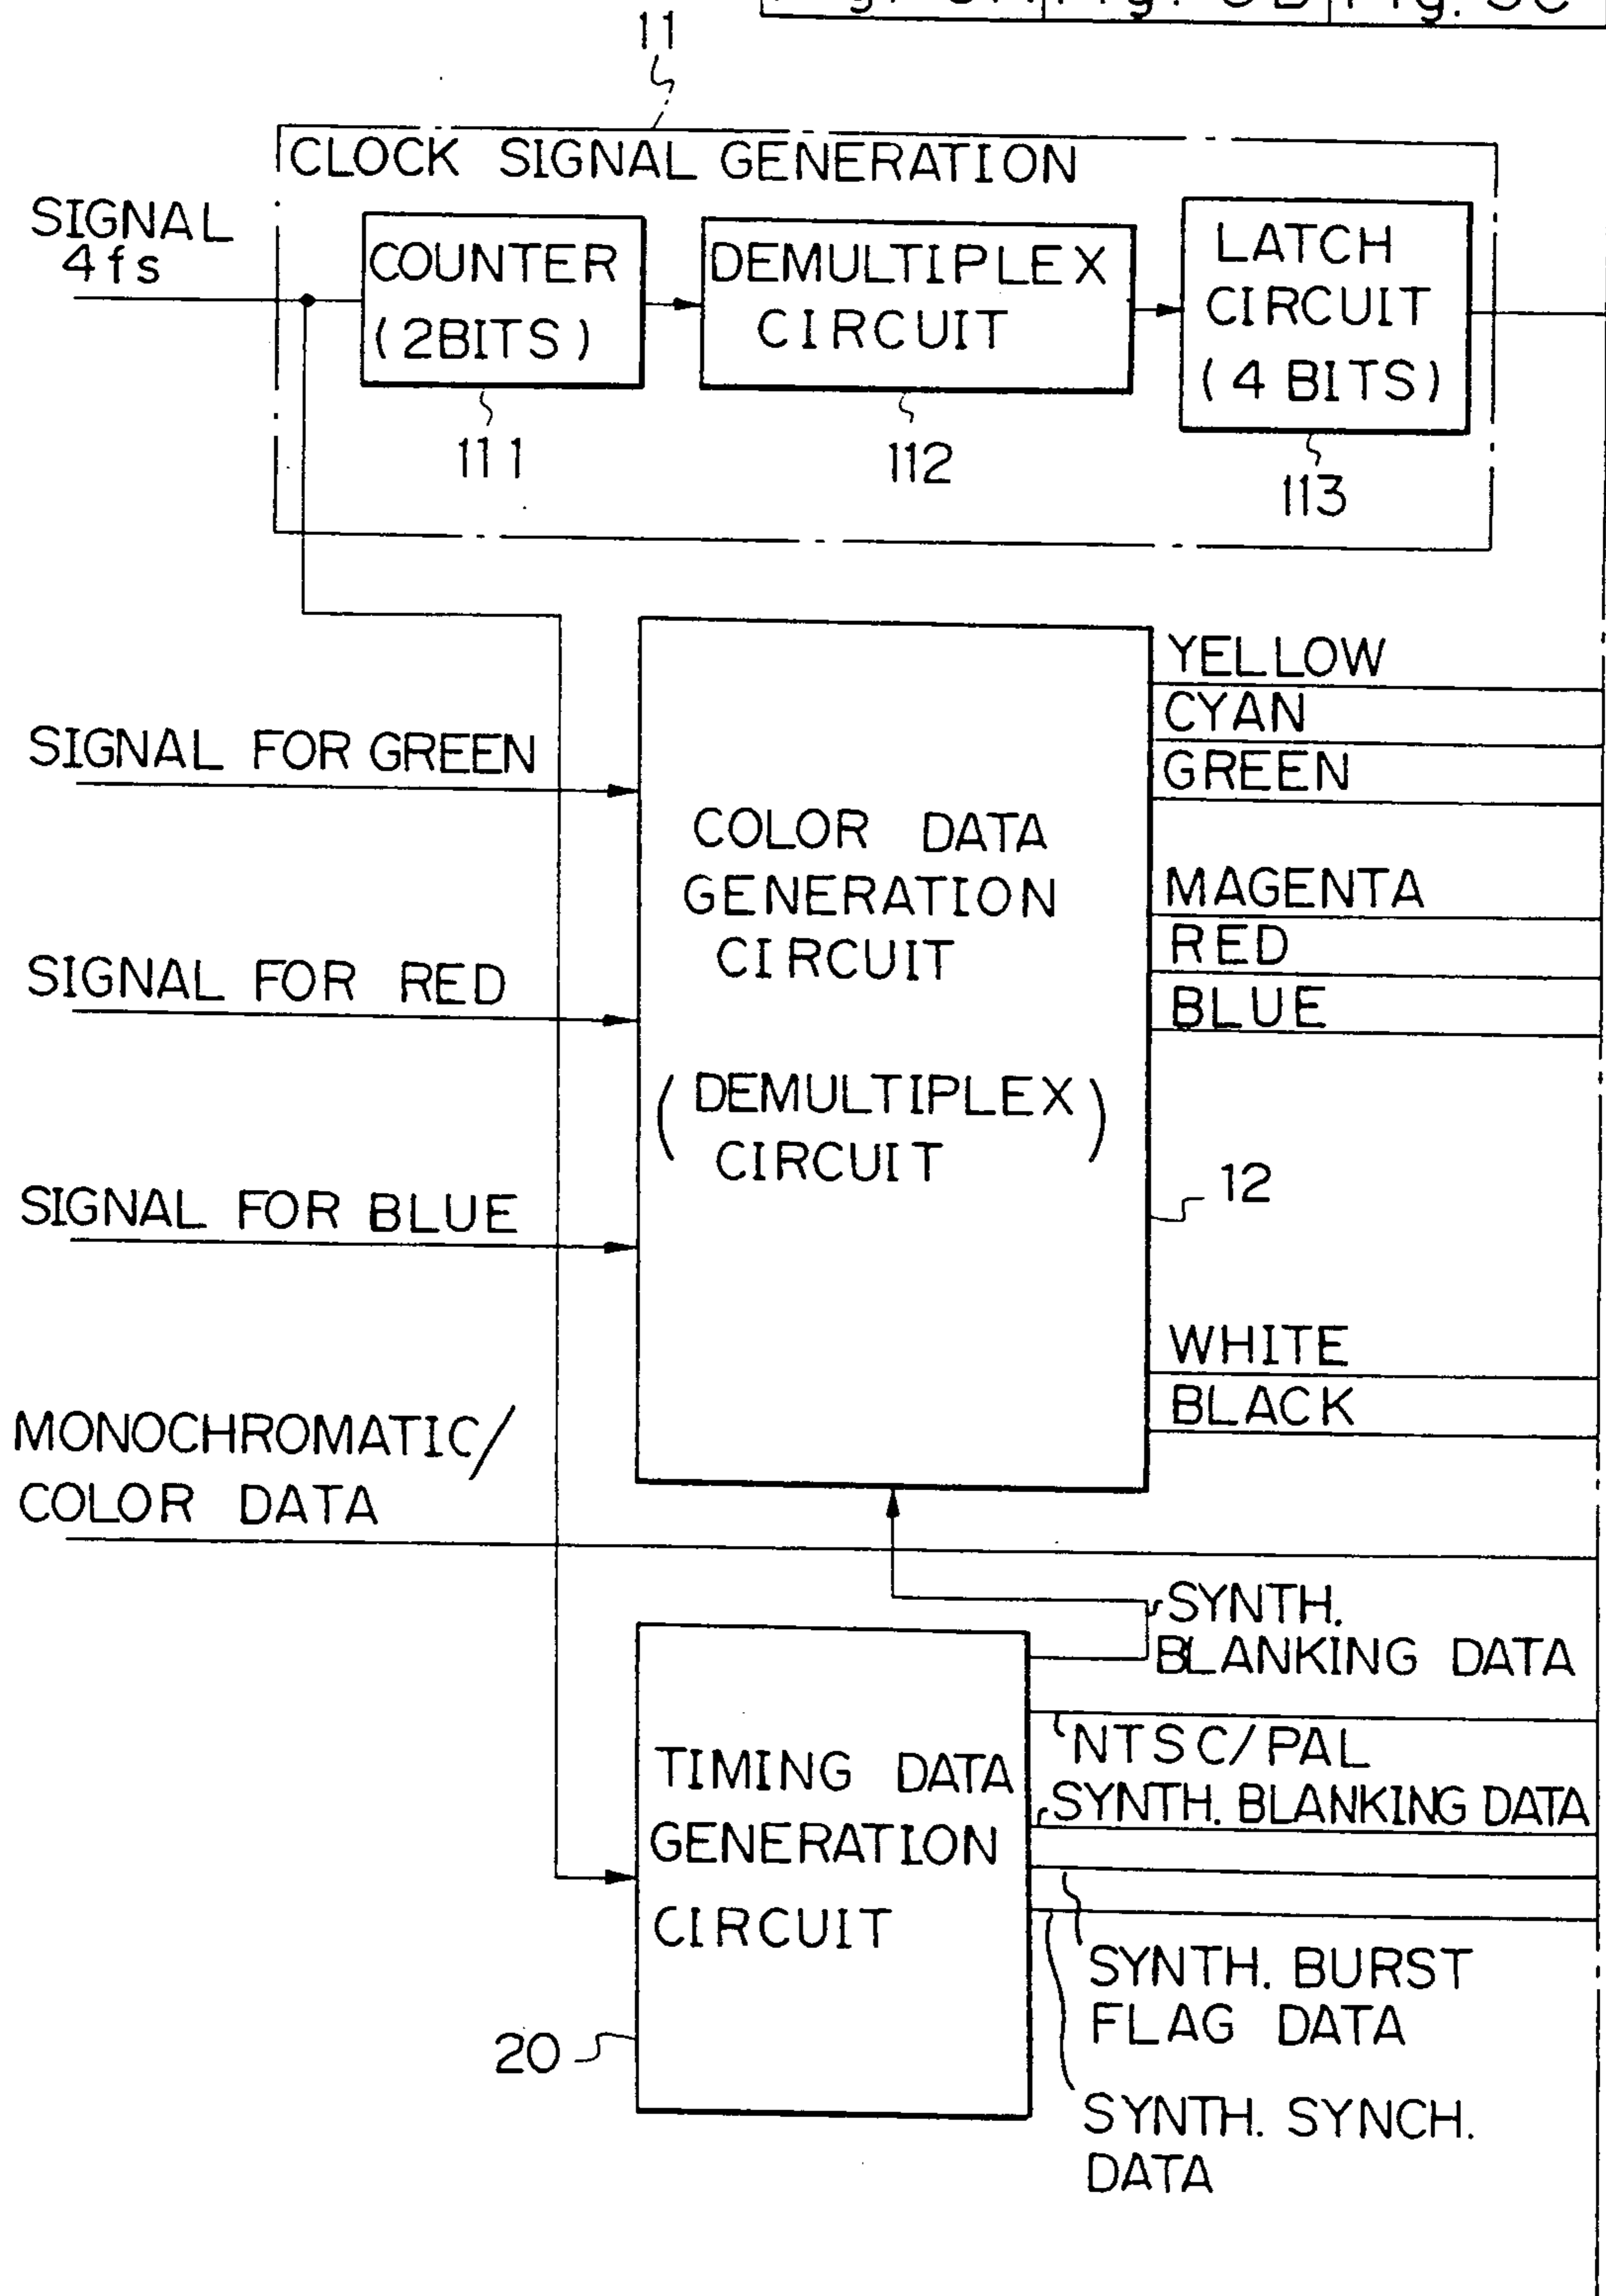 11
CLOCK SIGNAL GENERATION
SIGNAL
4fs
COUNTER
(2BITS)
DEMULTIPLEX
CIRCUIT
LATCH
CIRCUIT
(4 BITS)
111
112
113
YELLOW
CYAN
GREEN
SIGNAL FOR GREEN
COLOR DATA
GENERATION
CIRCUIT
MAGENTA
RED
BLUE
SIGNAL FOR RED
(DEMULTIPLEX)
CIRCUIT
12
SIGNAL FOR BLUE
WHITE
BLACK
MONOCHROMATIC/
COLOR DATA
SYNTH.
BLANKING DATA
NTSC/PAL
SYNTH. BLANKING DATA
TIMING DATA
GENERATION
CIRCUIT
SYNTH. BURST
FLAG DATA
20
SYNTH. SYNCH.
DATA